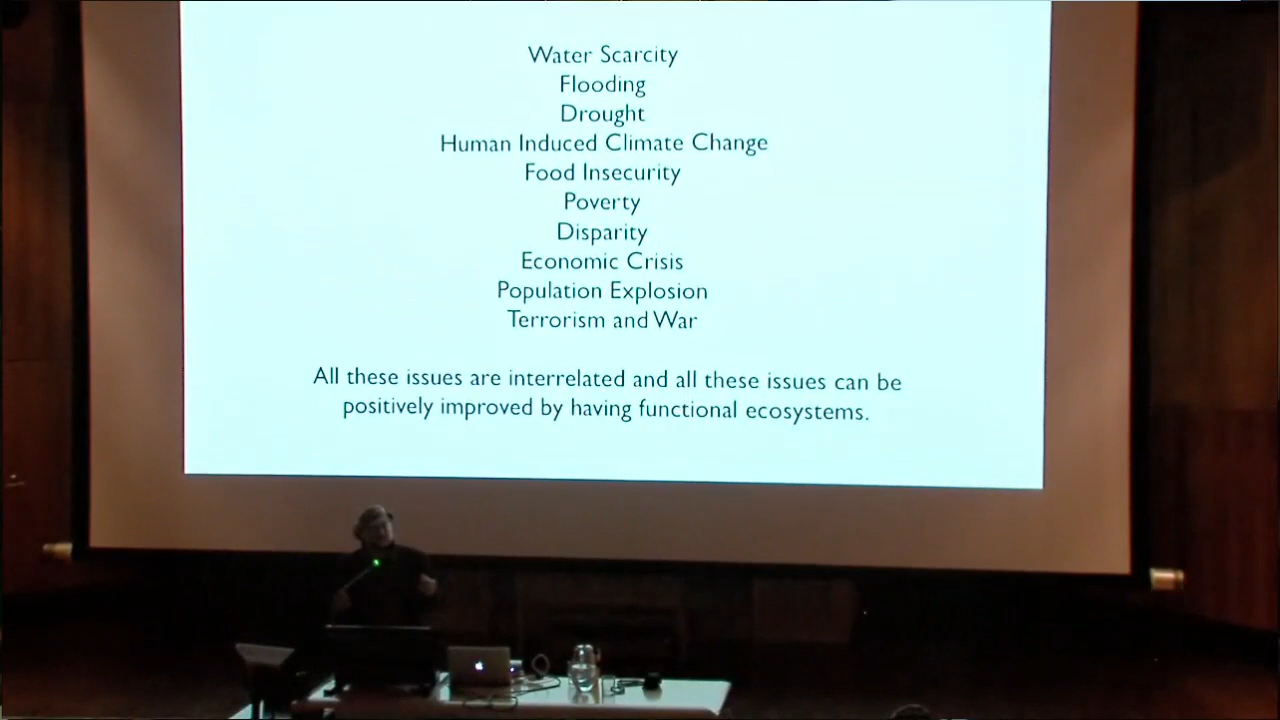 Water Scarcity
Flooding
Drought
Human Induced Climate Change
Food Insecurity
Poverty
Disparity
Economic Crisis
Population Explosion
Terrorism and War
All these issues are interrelated and all these issues can be
positively improved by having functional ecosystems.